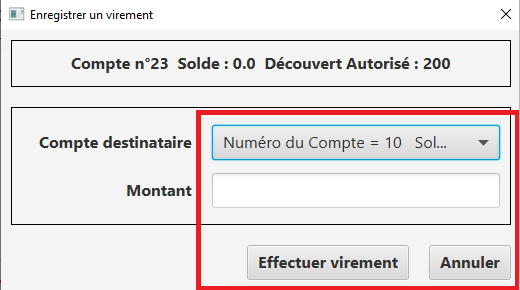 Enregistrer un virement
Compte n°23 Solde : 0.0 Découvert Autorisé : 200
Compte destinataire Numéro du Compte = 10 Sol...
Montant
Effectuer virement Annuler